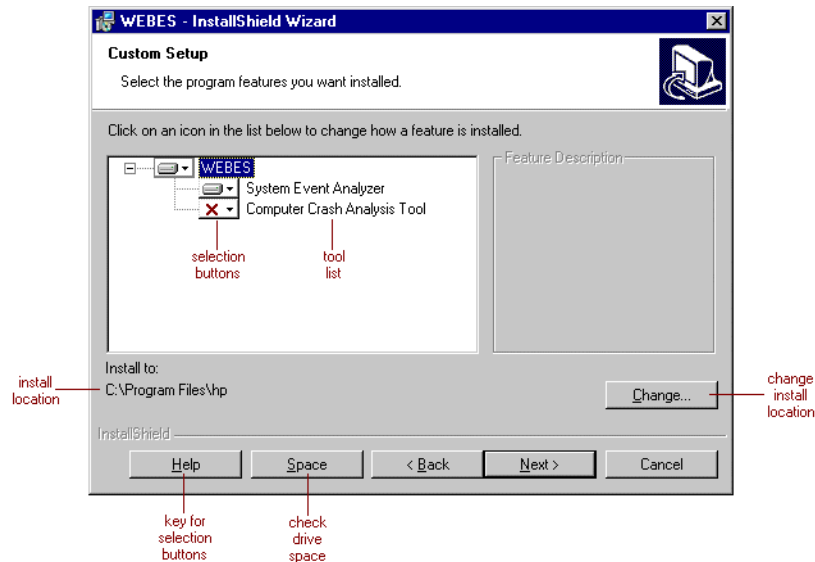 WEBES - InstallShield Wizard
Custom Setup
Select the program features you want installed.
Click on an icon in the list below to change how a feature is installed.
WEBES
Feature Description
System Event Analyzer
Computer Crash Analysis Tool
selection
buttons
tool
list
Install to:
install
location
C:\Program Files\hp
Change...
change
install
location
InstallShield
Help
Space
< Back
Next >
Cancel
key for
selection
buttons
check
drive
space